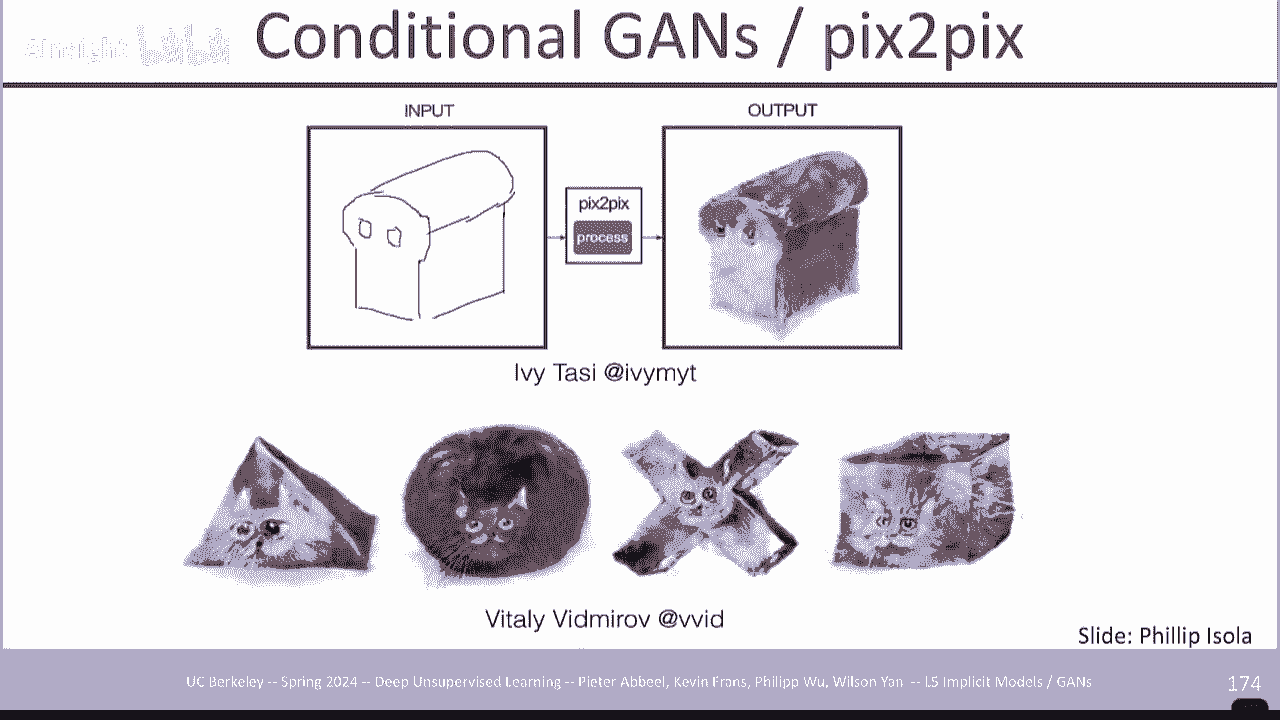 Conditional GANs / pix2pix
INPUT
OUTPUT
pix2pix
process
Ivy Tasi @ivymyt
Vitaly Vidmirov @vvid
Slide: Phillip Isola
UC Berkeley -- Spring 2024 -- Deep Unsupervised Learning -- Pieter Abbeel, Kevin Frans, Philipp Wu, Wilson Yan -- L5 Implicit Models / GANs
174